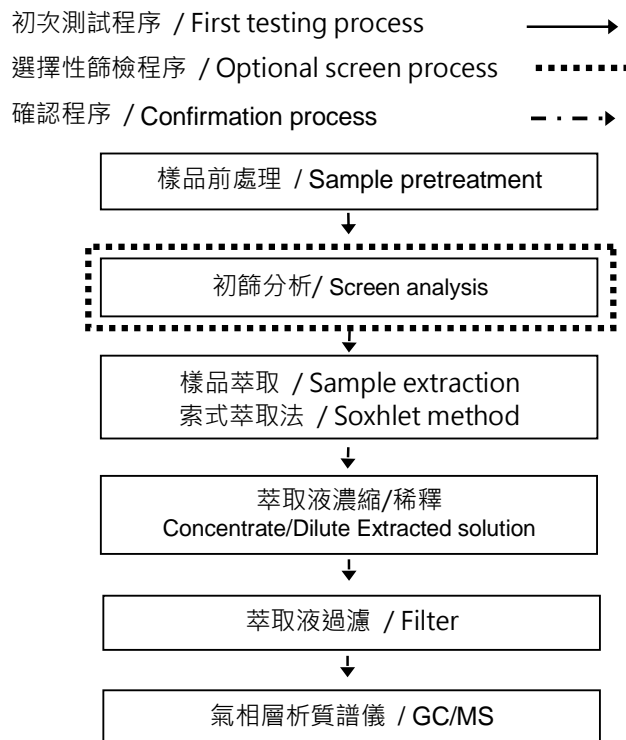 初次測試程序 / First testing process
選擇性篩檢程序 / Optional screen process
確認程序 / Confirmation process
樣品前處理 / Sample pretreatment
初篩分析/ Screen analysis
樣品萃取 / Sample extraction
索式萃取法 / Soxhlet method
萃取液濃縮/稀釋
Concentrate/Dilute Extracted solution
萃取液過濾 / Filter
氣相層析質譜儀 / GC/MS